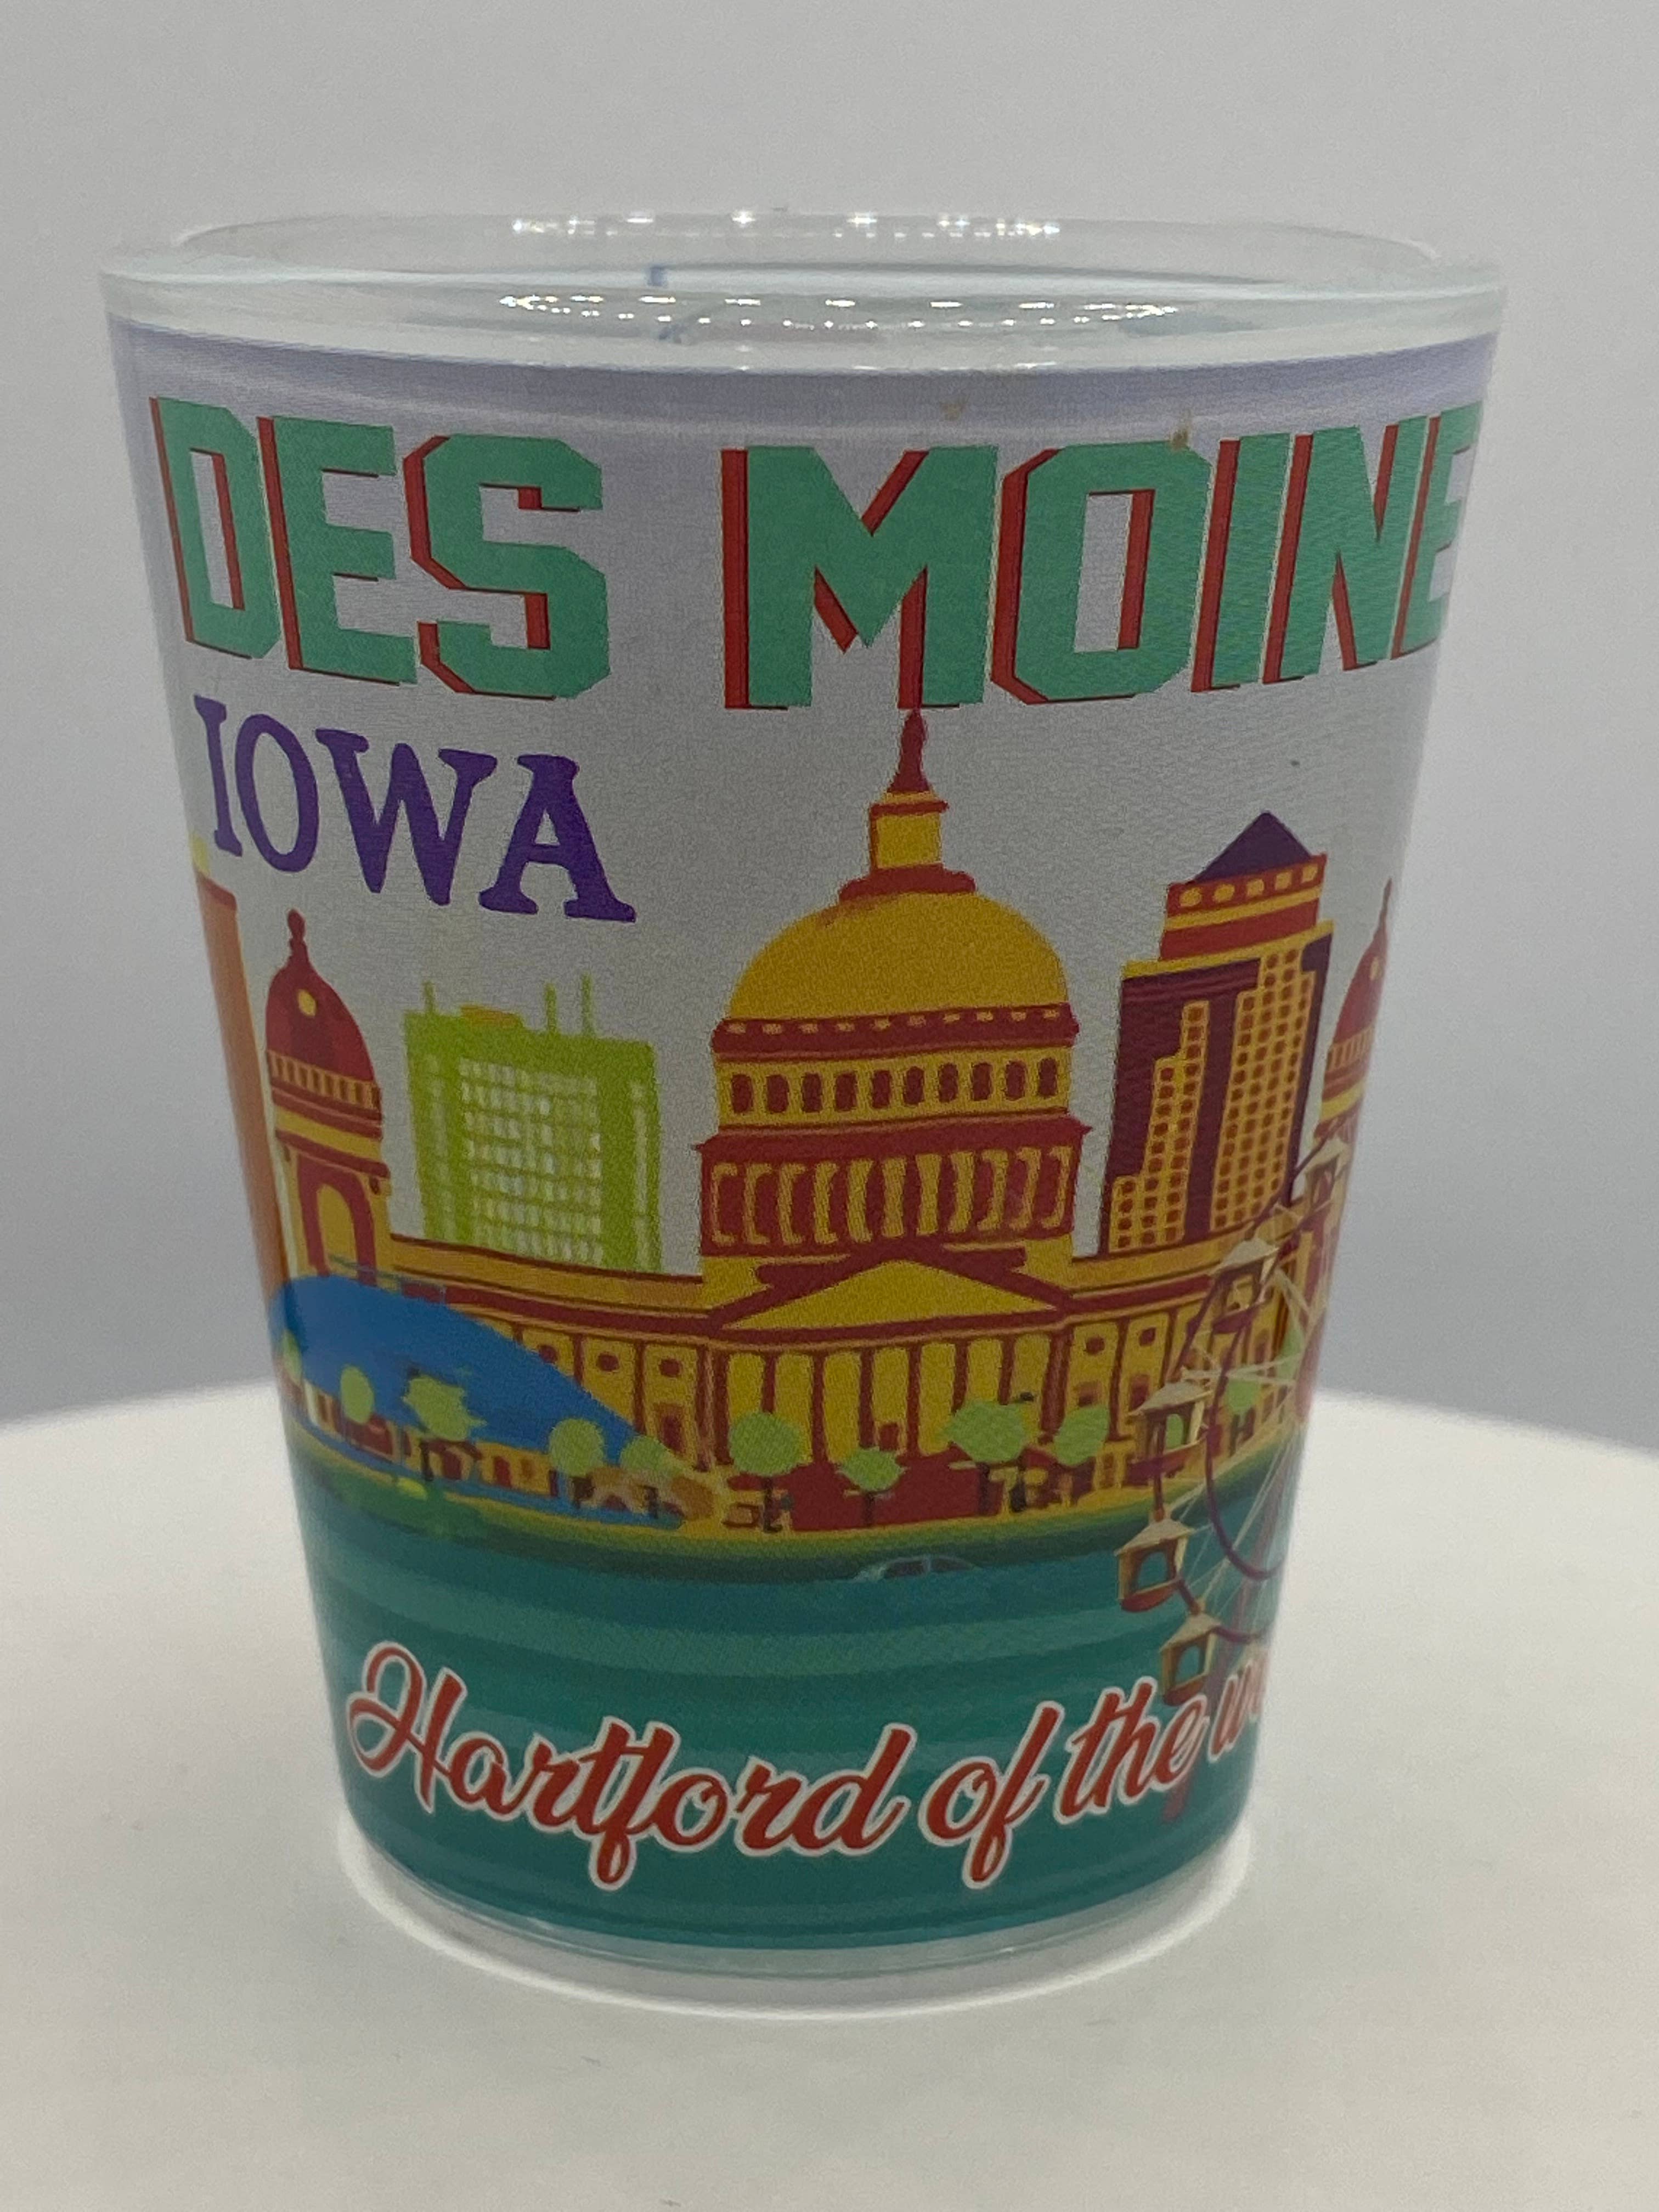 DES MOINE
IOWA
Hartford of the